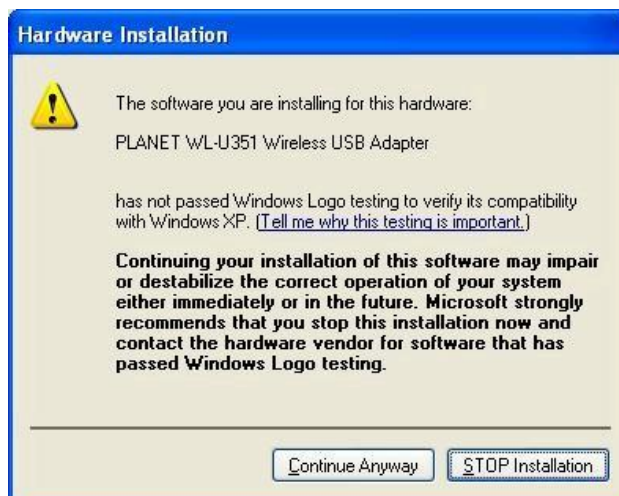 Hardware Installation
The software you are installing for this hardware:
PLANET WL-U351 Wireless USB Adapter
has not passed Windows Logo testing to verify its compatibility
with Windows XP. (Tell me why this testing is important.)
Continuing your installation of this software may impair
or destabilize the correct operation of your system
either immediately or in the future. Microsoft strongly
recommends that you stop this installation now and
contact the hardware vendor for software that has
passed Windows Logo testing.
Continue Anyway
STOP Installation